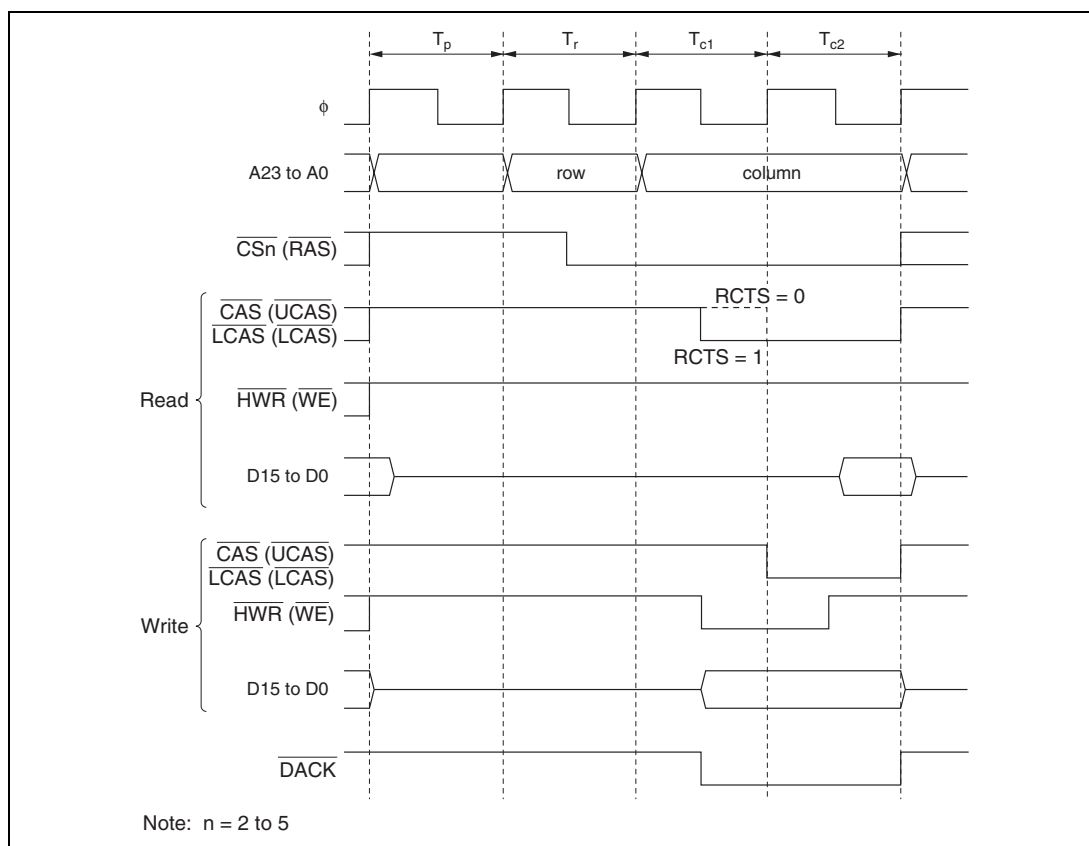 Tp Tr Tc1 Tc2
φ
A23 to A0 row column
CSn (RAS)
RCTS = 0
CAS (UCAS)
LCAS (LCAS)
RCTS = 1
Read
HWR (WE)
D15 to D0
CAS (UCAS)
LCAS (LCAS)
HWR (WE)
Write
D15 to D0
DACK
Note: n = 2 to 5